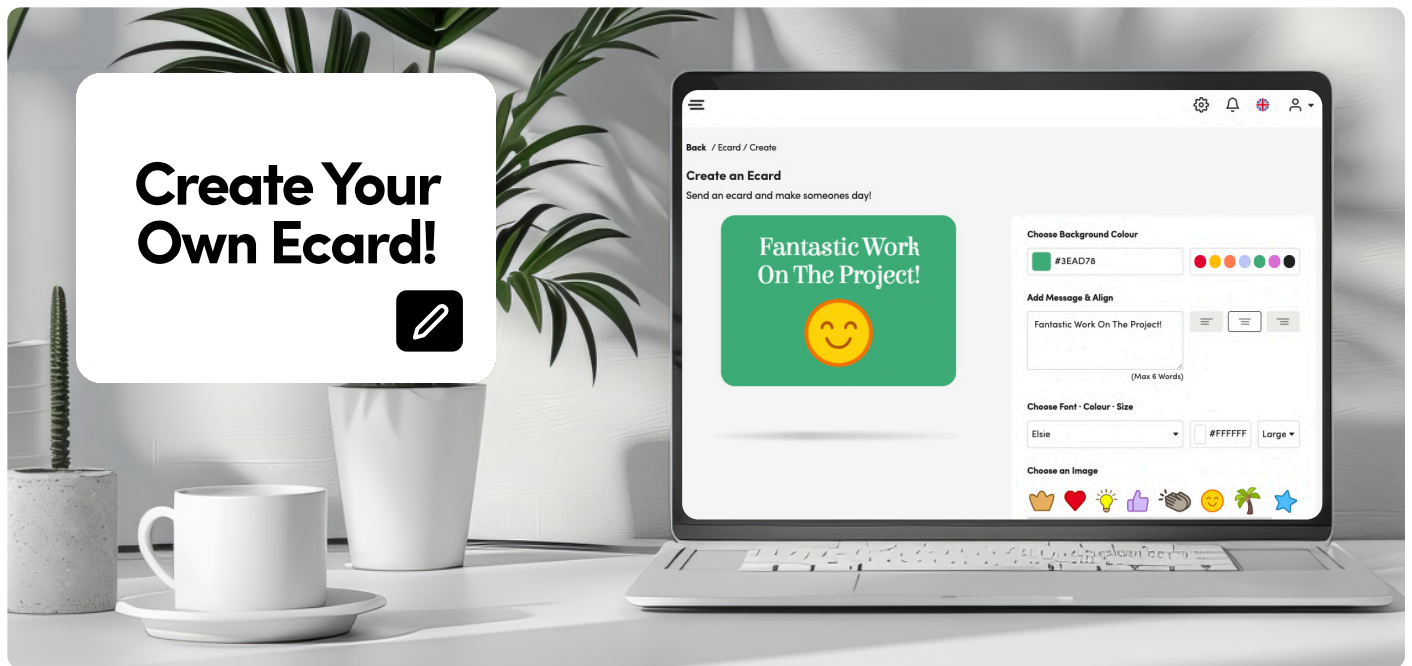 Create Your
Own Ecard!
Back / Ecard / Create
Create an Ecard
Send an ecard and make someones day!
Fantastic Work
On The Project!
Choose Background Colour
#3EAD78
Add Message & Align
Fantastic Work On The Project!
(Max 6 Words)
Choose Font · Colour · Size
Elsie
#FFFFFF
Large
Choose an Image